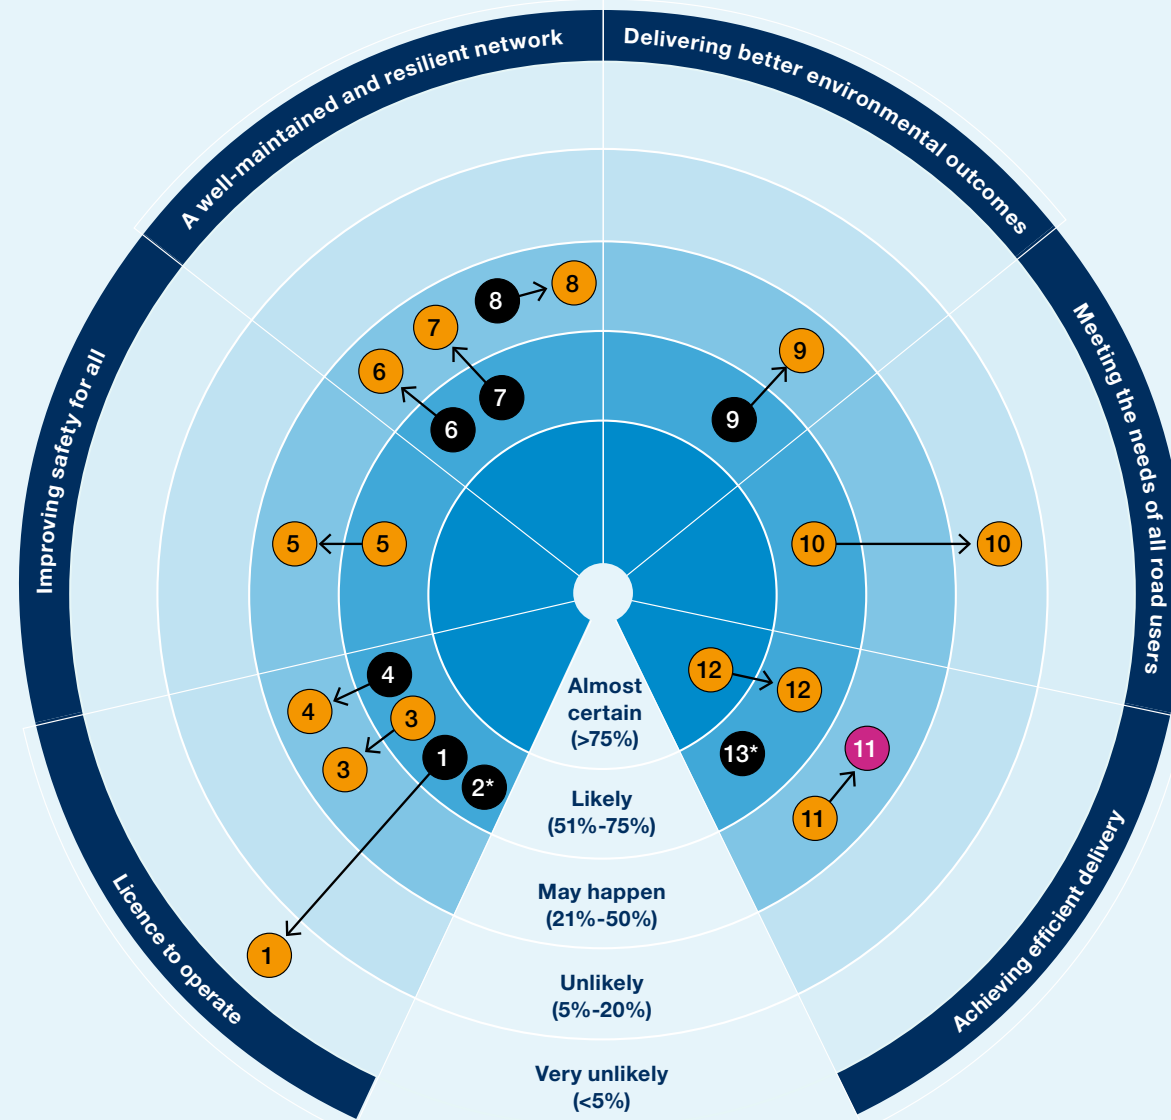 A well-maintained and resilient network
Delivering better environmental outcomes
Improving safety for all
Meeting the needs of all road users
Licence to operate
Achieving efficient delivery
8
8
7
9
6
7
9
6
5
5
10
10
4
12
4
3
12
3
1
13*
11
2*
11
1
Almost
certain
(>75%)
Likely
(51%-75%)
May happen
(21%-50%)
Unlikely
(5%-20%)
Very unlikely
(<5%)